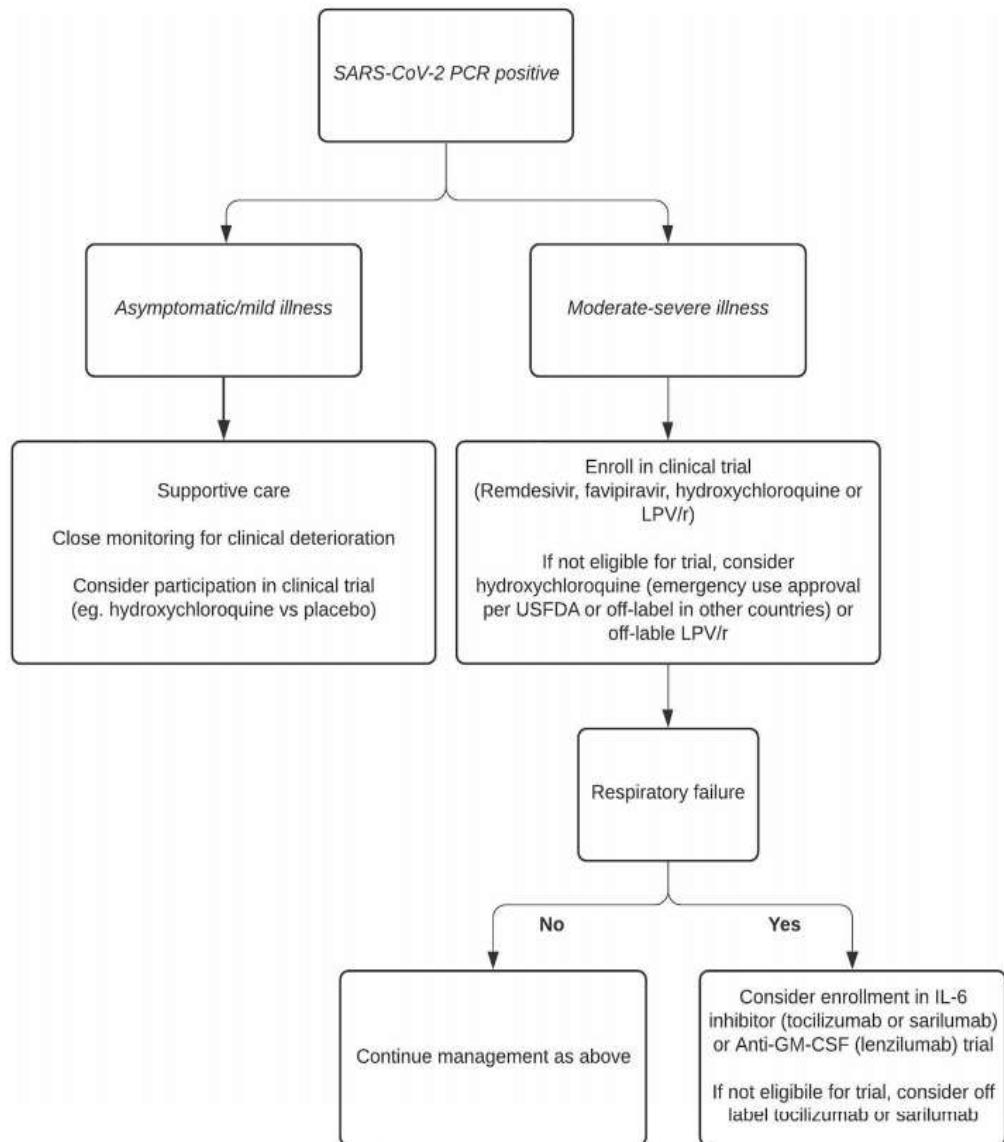 SARS-CoV-2 PCR positive
Asymptomatic/mild illness
Moderate-severe illness
Supportive care
Close monitoring for clinical deterioration
Consider participation in clinical trial
(eg. hydroxychloroquine vs placebo)
Enroll in clinical trial
(Remdesivir, favipiravir, hydroxychloroquine or
LPV/r)
If not eligible for trial, consider
hydroxychloroquine (emergency use approval
per USFDA or off-label in other countries) or
off-lable LPV/r
Respiratory failure
No
Yes
Continue management as above
Consider enrollment in IL-6
inhibitor (tocilizumab or sarilumab)
or Anti-GM-CSF (lenzilumab) trial
If not eligibile for trial, consider off
label tocilizumab or sarilumab